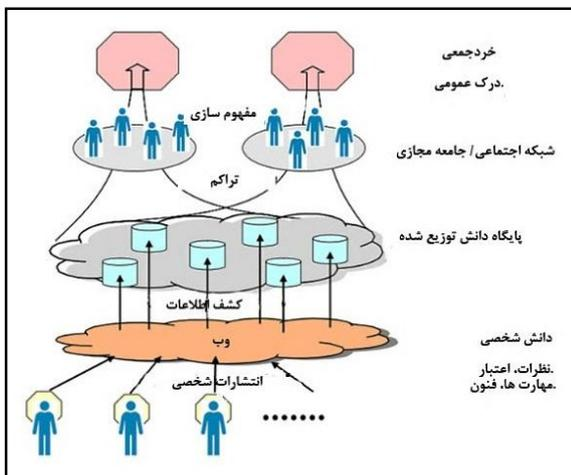 خردجمعی
.درک عمومی
مفهوم سازی
شبکه اجتماعی/ جامعه مجازی
تراکم
پایگاه دانش توزیع شده
کشف اطلاعات
دانش شخصی
وب
.نظرات، اعتبار
انتشارات شخصی
.مهارت ها، فنون